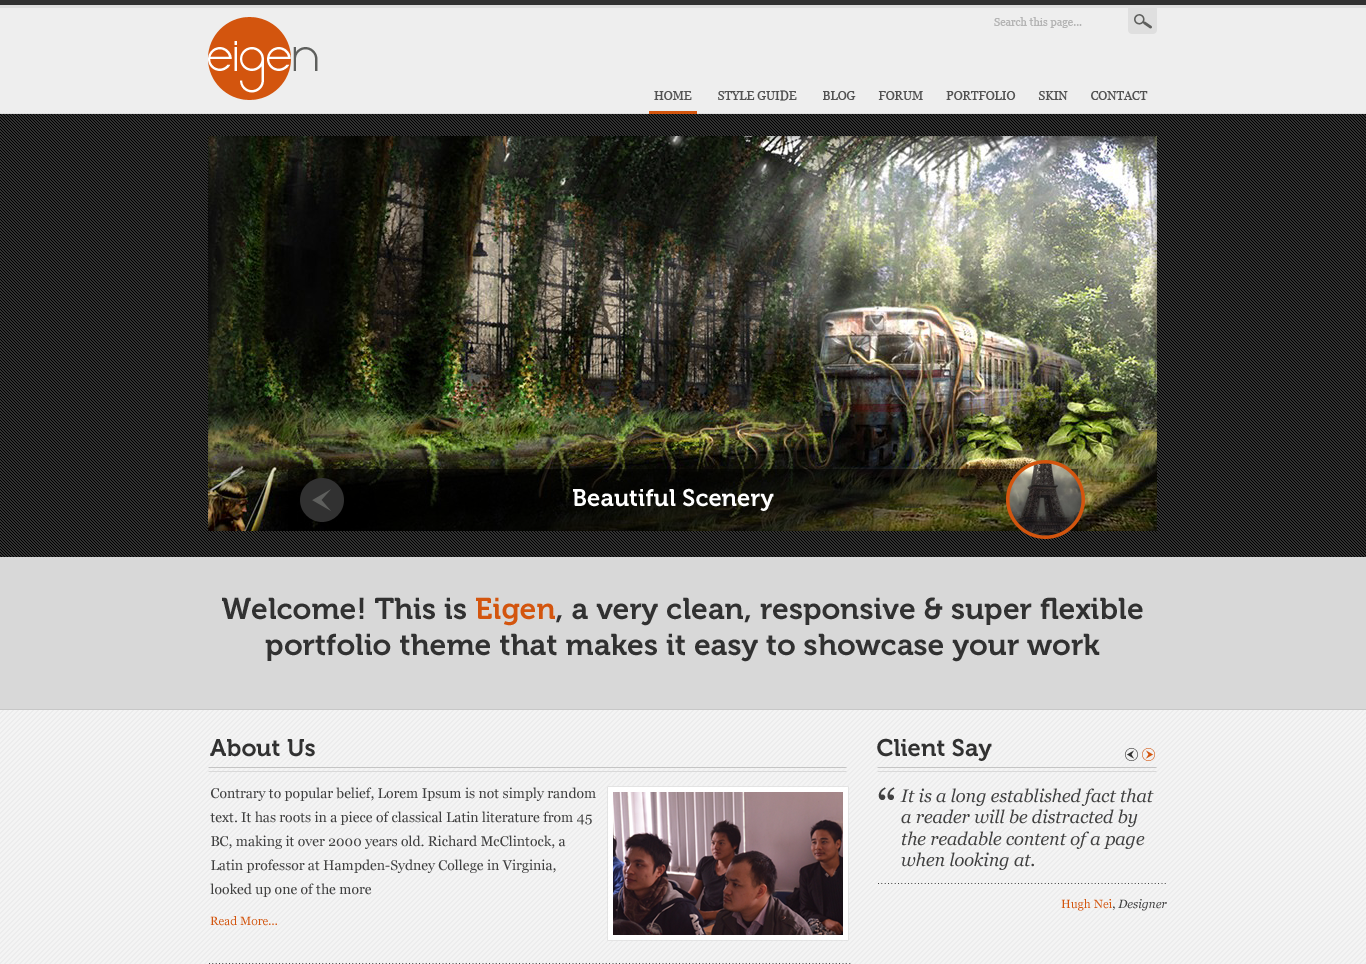 eigen
Search this page...
HOME STYLE GUIDE BLOG FORUM PORTFOLIO SKIN CONTACT
Beautiful Scenery
Welcome! This is Eigen, a very clean, responsive & super flexible
portfolio theme that makes it easy to showcase your work
About Us
Contrary to popular belief, Lorem Ipsum is not simply random
text. It has roots in a piece of classical Latin literature from 45
BC, making it over 2000 years old. Richard McClintock, a
Latin professor at Hampden-Sydney College in Virginia,
looked up one of the more
Read More...
Client Say
“ It is a long established fact that
a reader will be distracted by
the readable content of a page
when looking at.
Hugh Nei, Designer